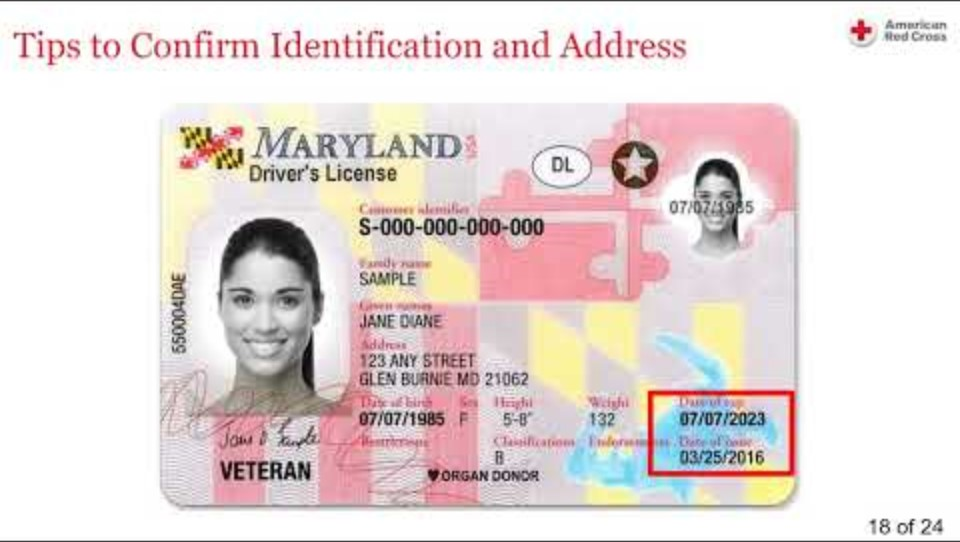 Tips to Confirm Identification and Address
American
Red Cross
MARYLAND
USA
Driver's License
DL
07/07/1985
Customer identifier
S-000-000-000-000
Family name
SAMPLE
Given names
JANE DIANE
Address
123 ANY STREET
GLEN BURNIE MD 21062
Date of birth Sex Height Weight Date of exp
07/07/1985 F 5'-8" 132 07/07/2023
Restrictions Classifications Endorsements Date of issue
B 03/25/2016
VETERAN ♥ORGAN DONOR
550004DAE
18 of 24